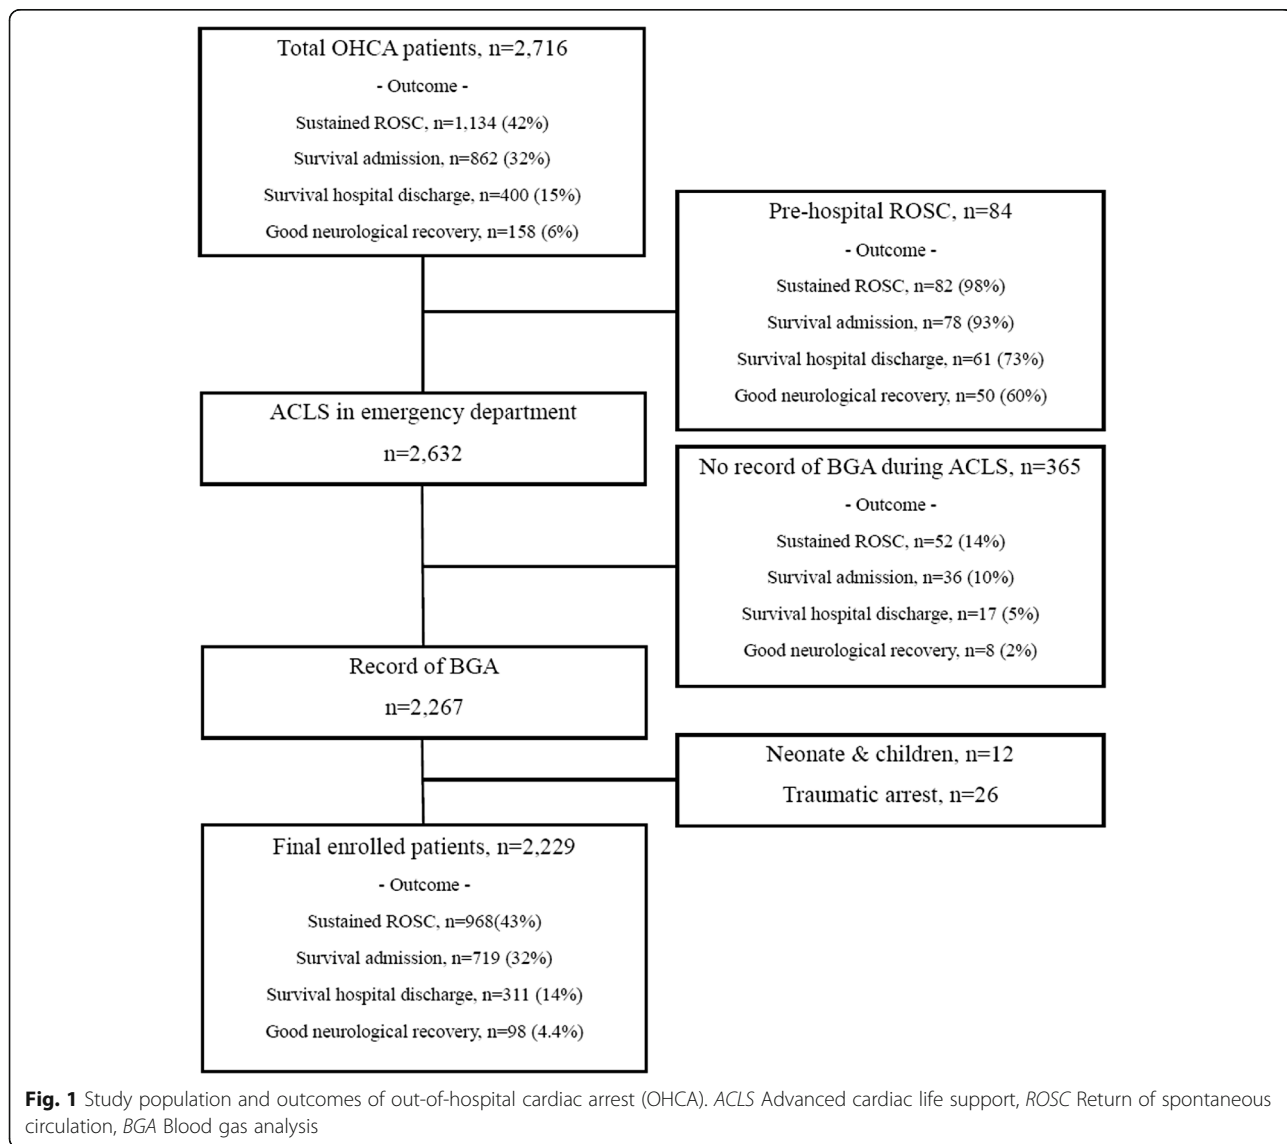 Total OHCA patients, n=2,716
- Outcome -
Sustained ROSC, n=1,134 (42%)
Survival admission, n=862 (32%)
Survival hospital discharge, n=400 (15%)
Good neurological recovery, n=158 (6%)
Pre-hospital ROSC, n=84
- Outcome -
Sustained ROSC, n=82 (98%)
Survival admission, n=78 (93%)
Survival hospital discharge, n=61 (73%)
Good neurological recovery, n=50 (60%)
ACLS in emergency department
n=2,632
No record of BGA during ACLS, n=365
- Outcome -
Sustained ROSC, n=52 (14%)
Survival admission, n=36 (10%)
Survival hospital discharge, n=17 (5%)
Good neurological recovery, n=8 (2%)
Record of BGA
n=2,267
Neonate & children, n=12
Traumatic arrest, n=26
Final enrolled patients, n=2,229
- Outcome -
Sustained ROSC, n=968(43%)
Survival admission, n=719 (32%)
Survival hospital discharge, n=311 (14%)
Good neurological recovery, n=98 (4.4%)
Fig. 1 Study population and outcomes of out-of-hospital cardiac arrest (OHCA). ACLS Advanced cardiac life support, ROSC Return of spontaneous
circulation, BGA Blood gas analysis